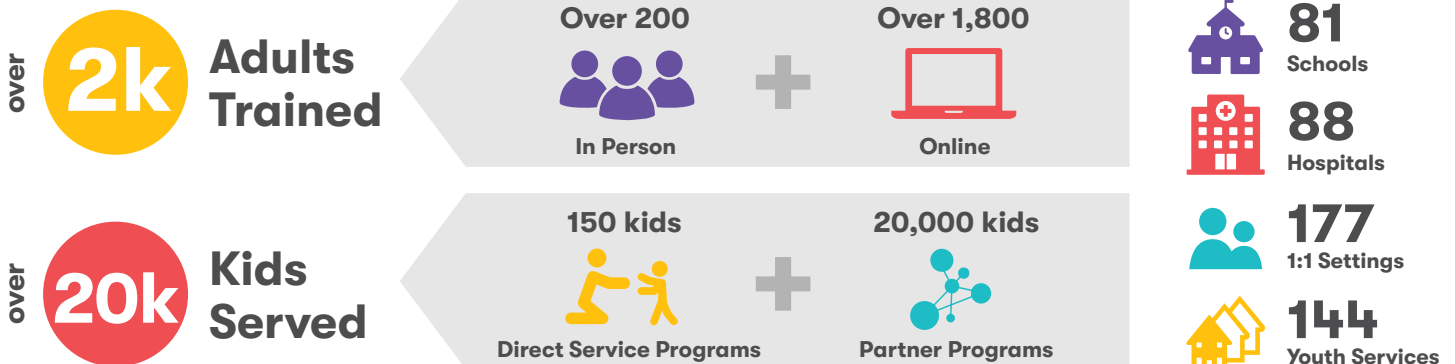 over
2k
Adults
Trained
Over 200
In Person
Over 1,800
Online
over
20k
Kids
Served
150 kids
Direct Service Programs
20,000 kids
Partner Programs
81
Schools
88
Hospitals
177
1:1 Settings
144
Youth Services